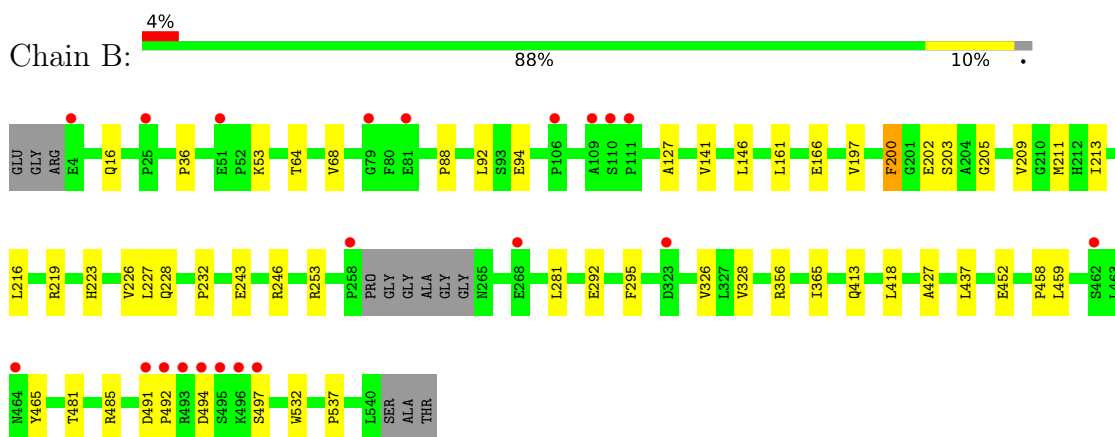 4%
Chain B:
88% 10% •
GLU GLY ARG E4 Q16 P25 P36 E51 P52 K53 T64 V68 G79 F80 E81 P88 L92 S93 E94 P106 A109 S110 P111 A127 V141 L146 L161 E166 V197 F200 G201 E202 S203 A204 G205 V209 G210 M211 H212 I213
L216 R219 H223 V226 L227 Q228 P232 E243 R246 R253 P258 PRO GLY GLY ALA GLY GLY N265 E268 L281 E292 F295 D323 V326 L327 V328 R356 I365 Q413 L418 A427 L437 E452 P458 L459 S462 L463
N464 Y465 T481 R485 D491 P492 R493 D494 S495 K496 S497 W532 P537 L540 SER ALA THR